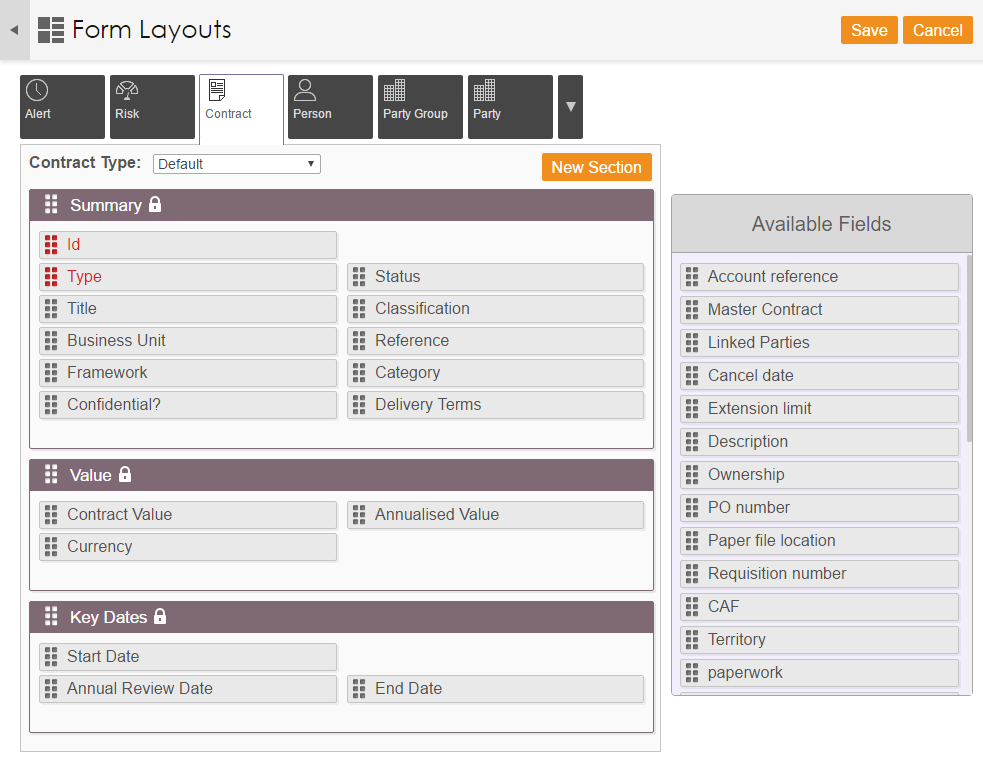 Form Layouts
Save
Cancel
Alert
Risk
Contract
Person
Party Group
Party
Contract Type:
Default
New Section
Summary
Id
Type
Status
Title
Classification
Business Unit
Reference
Framework
Category
Confidential?
Delivery Terms
Value
Contract Value
Annualised Value
Currency
Key Dates
Start Date
Annual Review Date
End Date
Available Fields
Account reference
Master Contract
Linked Parties
Cancel date
Extension limit
Description
Ownership
PO number
Paper file location
Requisition number
CAF
Territory
paperwork